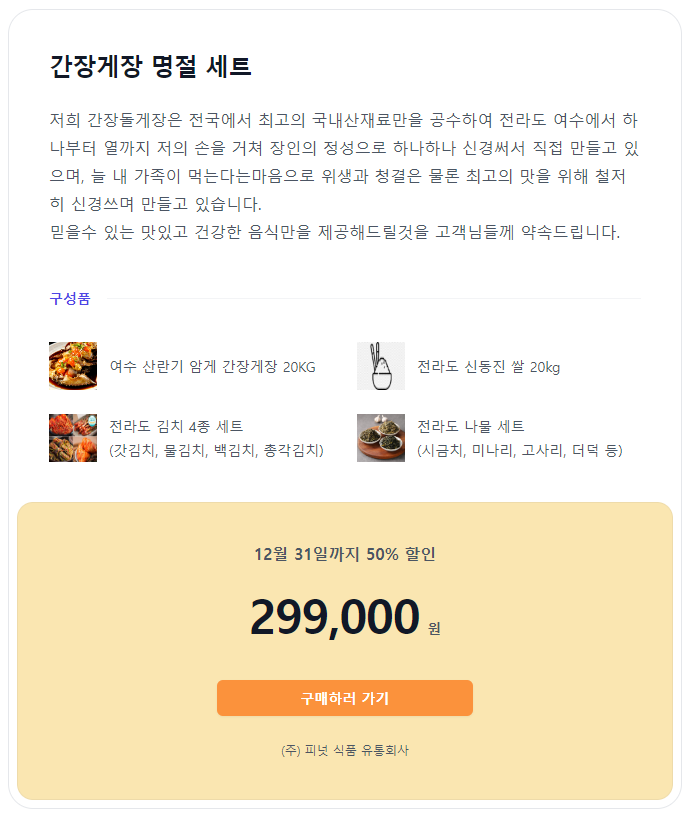 간장게장 명절 세트
저희 간장돌게장은 전국에서 최고의 국내산재료만을 공수하여 전라도 여수에서 하
나부터 열까지 저의 손을 거쳐 장인의 정성으로 하나하나 신경써서 직접 만들고 있
으며, 늘 내 가족이 먹는다는마음으로 위생과 청결은 물론 최고의 맛을 위해 철저
히 신경쓰며 만들고 있습니다.
믿을수 있는 맛있고 건강한 음식만을 제공해드릴것을 고객님들께 약속드립니다.
구성품
여수 산란기 암게 간장게장 20KG
전라도 신동진 쌀 20kg
전라도 김치 4종 세트
(갓김치, 물김치, 백김치, 총각김치)
전라도 나물 세트
(시금치, 미나리, 고사리, 더덕 등)
12월 31일까지 50% 할인
299,000 원
구매하러 가기
(주) 피넛 식품 유통회사